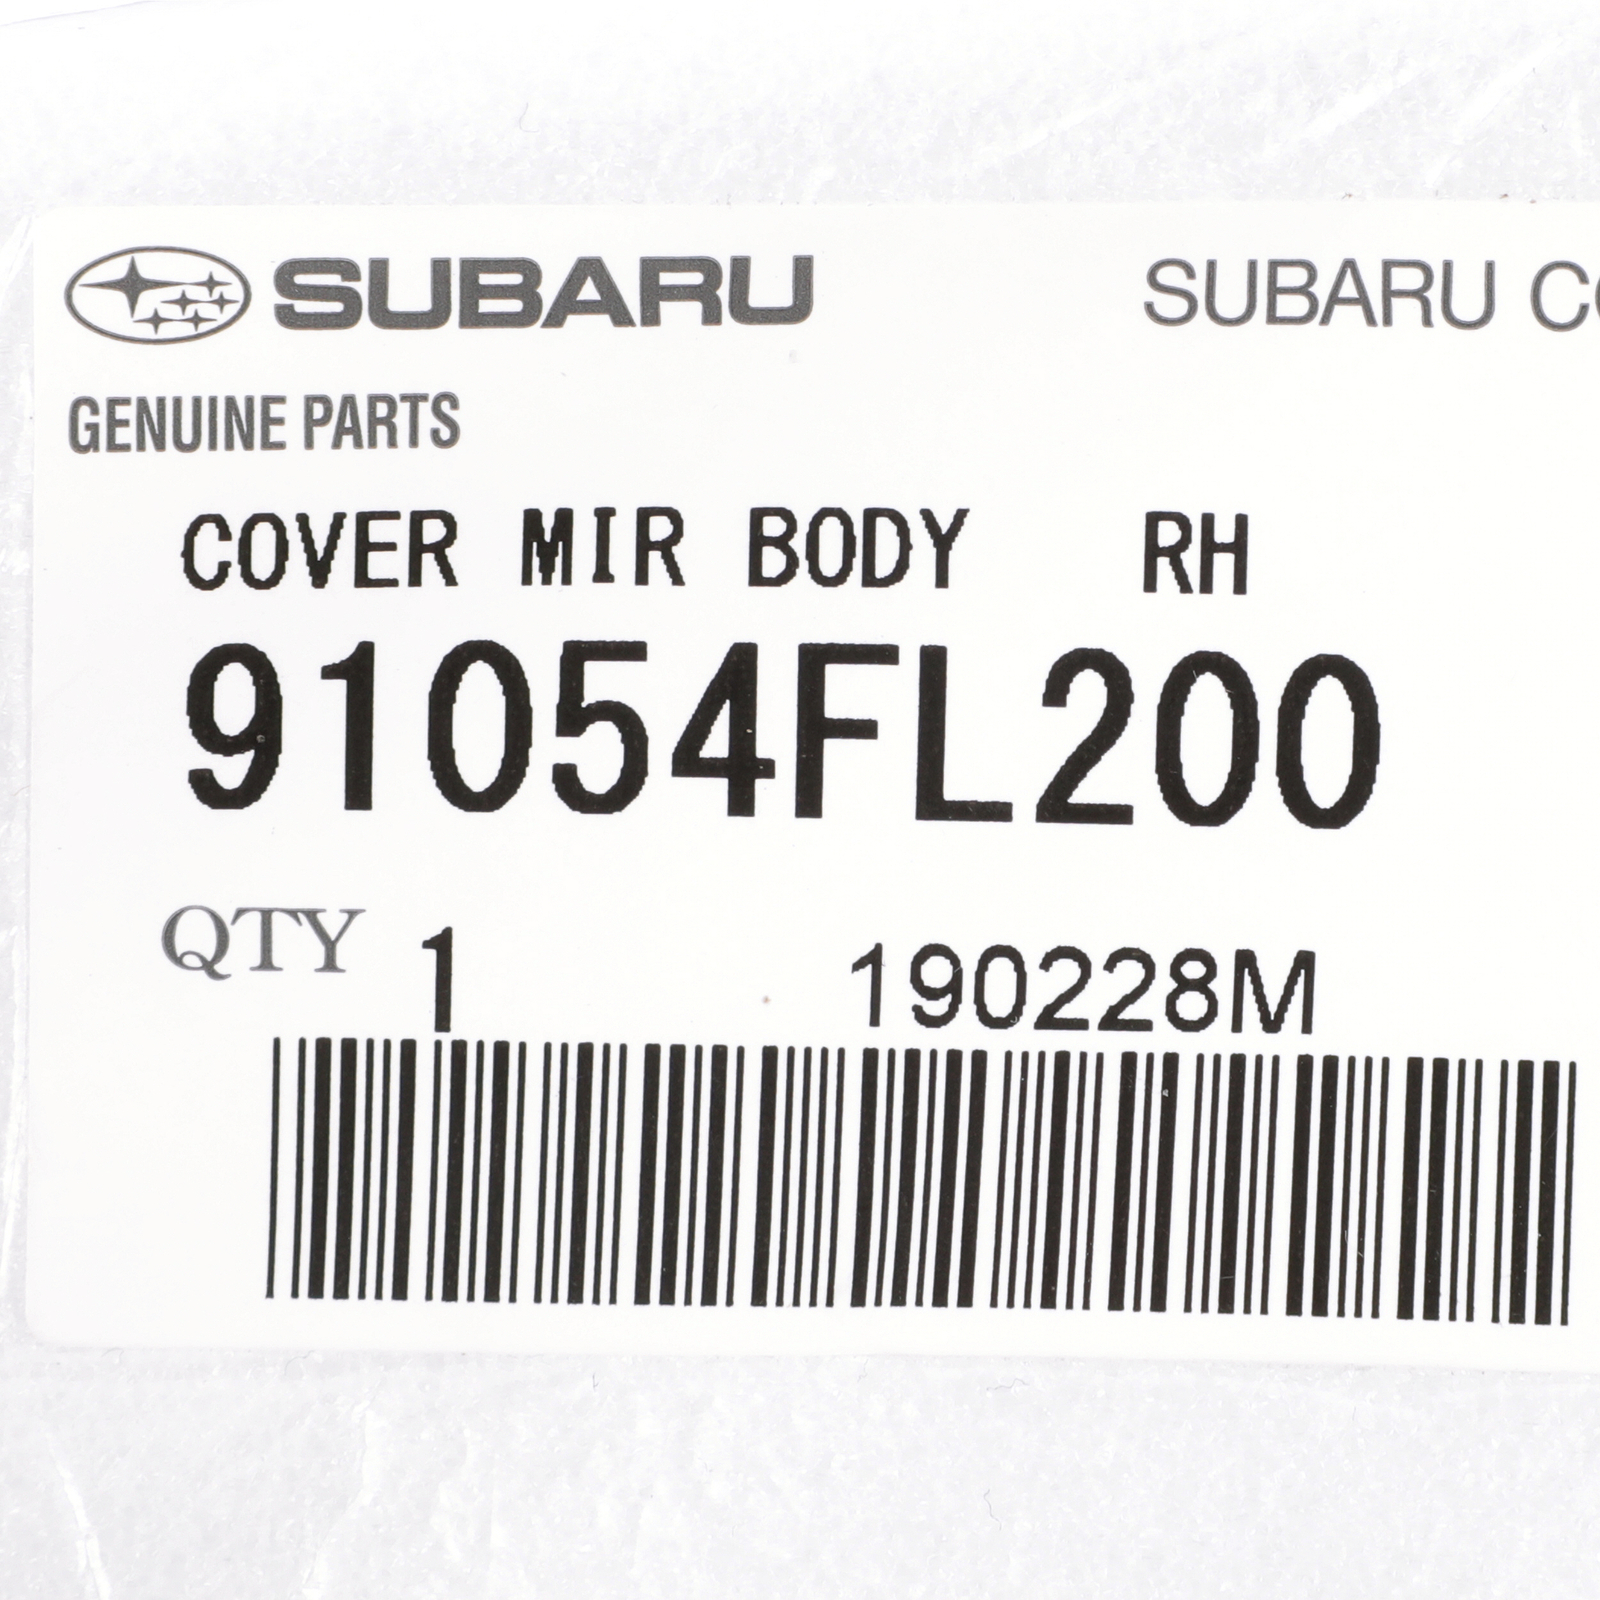 SUBARU SUBARU
GENUINE PARTS
COVER MIR BODY RH
91054FL200
QTY 1 190228M